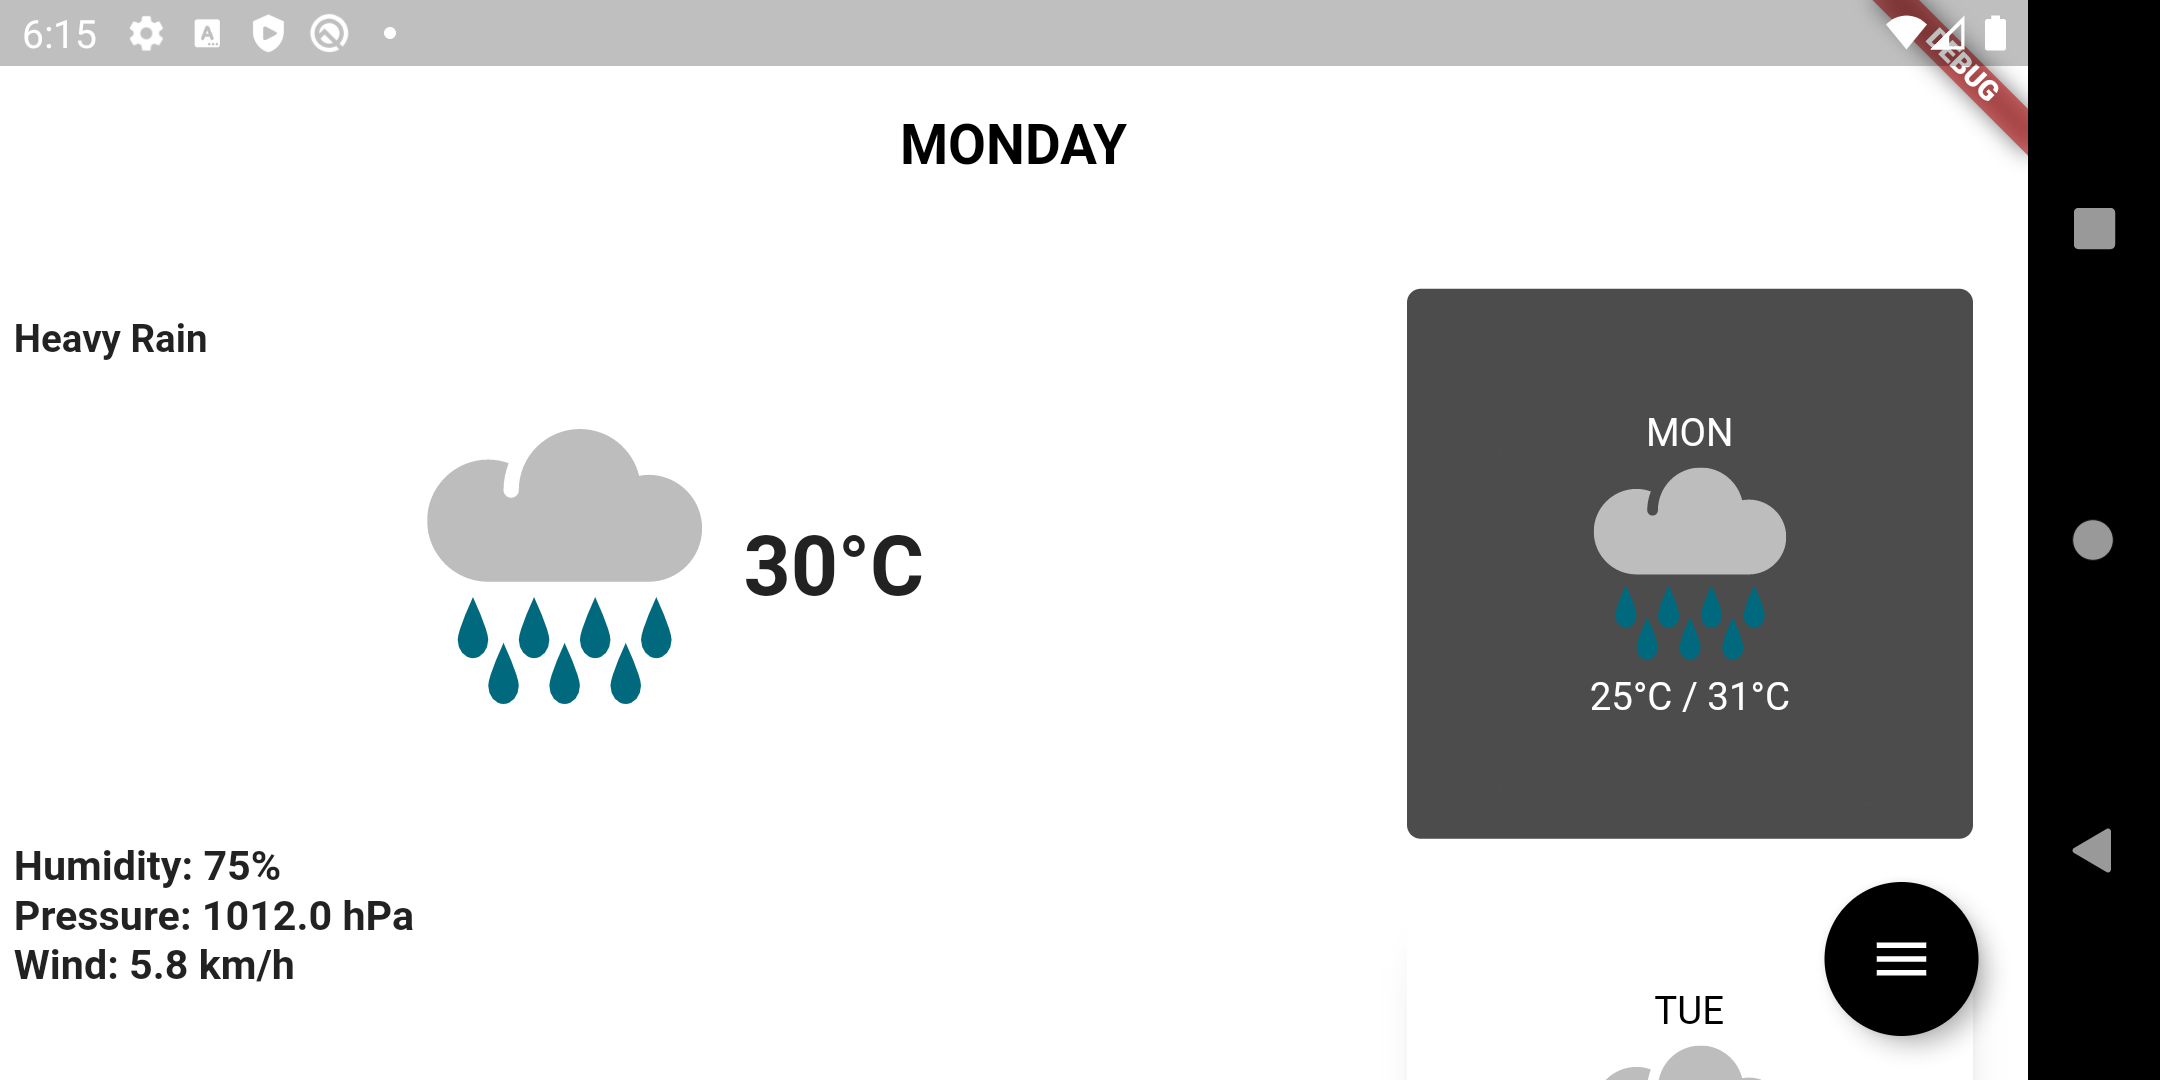 6:15
DEBUG
MONDAY
Heavy Rain
30°C
Humidity: 75%
Pressure: 1012.0 hPa
Wind: 5.8 km/h
MON
25°C / 31°C
TUE